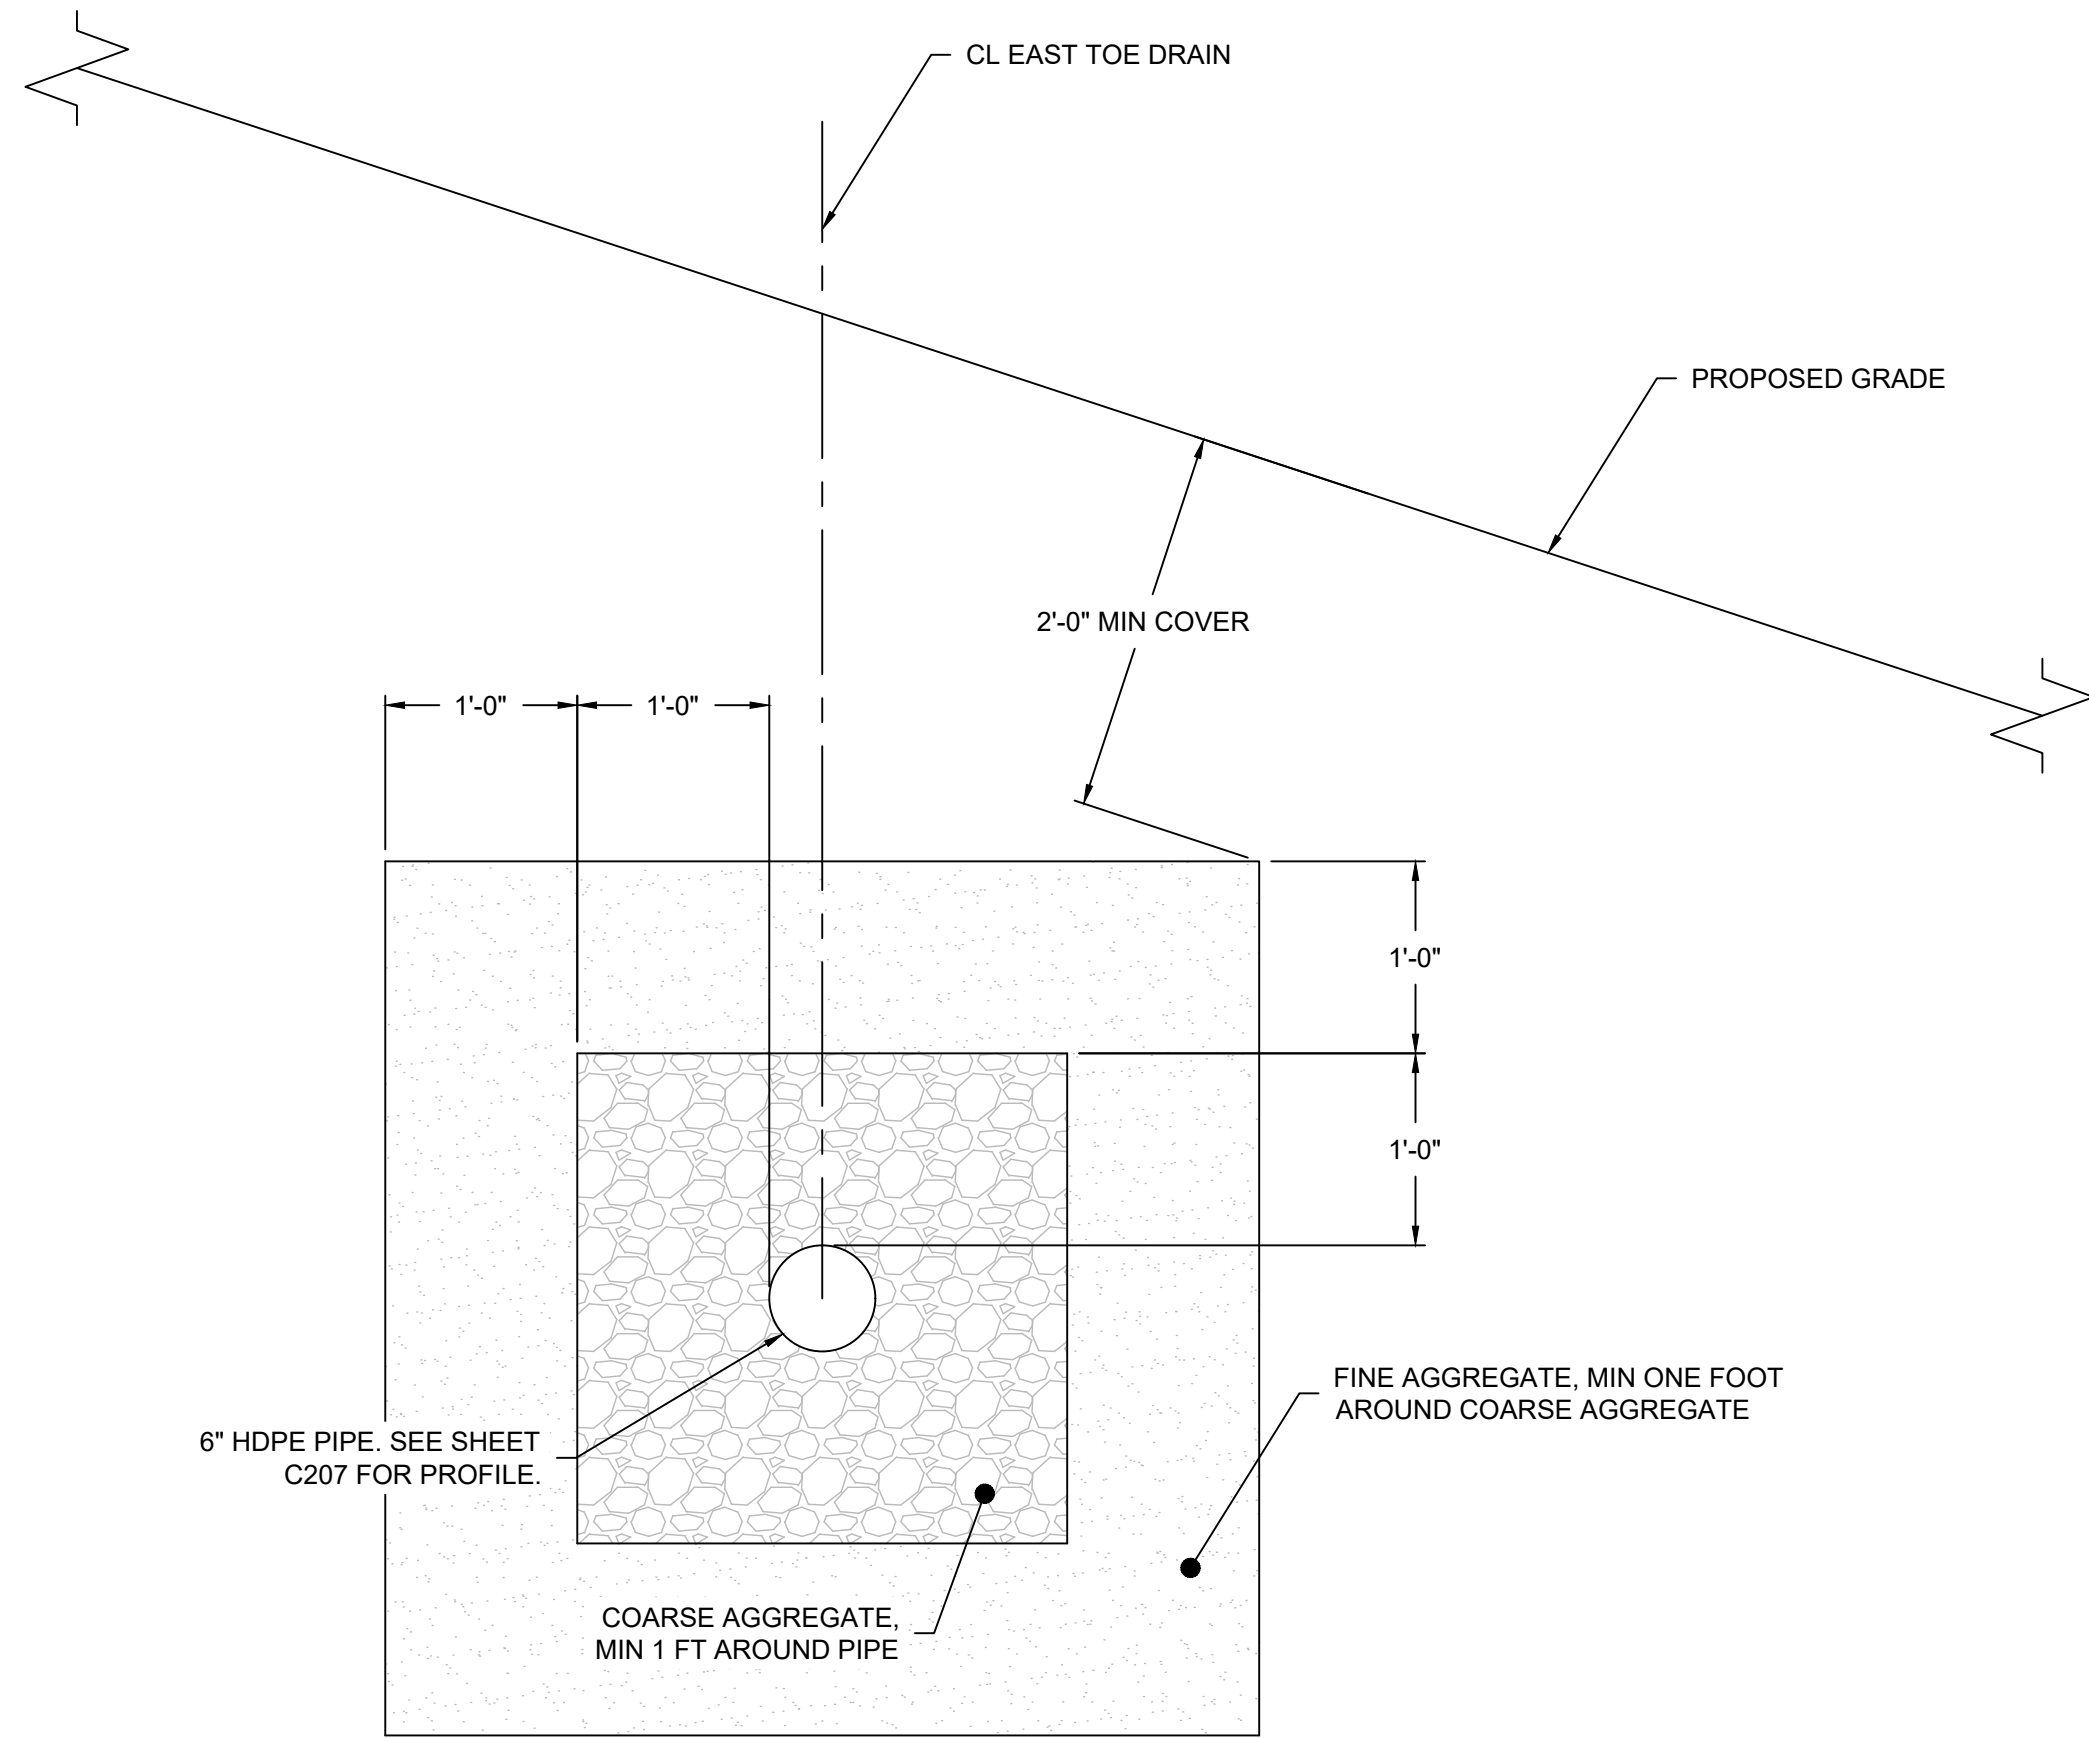 CL EAST TOE DRAIN
PROPOSED GRADE
2'-0" MIN COVER
1'-0"
1'-0"
1'-0"
1'-0"
FINE AGGREGATE, MIN ONE FOOT
AROUND COARSE AGGREGATE
6" HDPE PIPE. SEE SHEET
C207 FOR PROFILE.
COARSE AGGREGATE,
MIN 1 FT AROUND PIPE